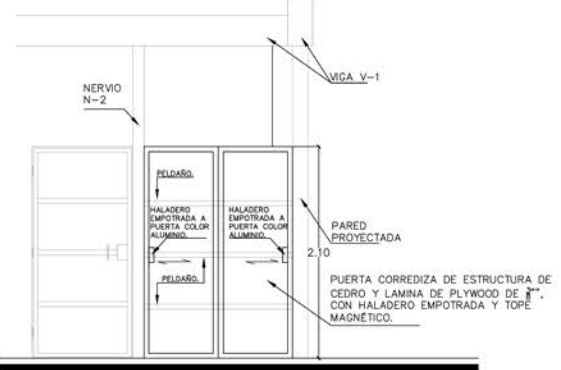 VIGA V-1
NERVIO
N-2
PELDAÑO.
HALADERO
EMPOTRADA A
PUERTA COLOR
ALUMINIO.
HALADERO
EMPOTRADA A
PUERTA COLOR
ALUMINIO.
PARED
PROYECTADA
2.10
PELDAÑO.
PUERTA CORREDIZA DE ESTRUCTURA DE
CEDRO Y LAMINA DE PLYWOOD DE
CON HALADERO EMPOTRADA Y TOPE
MAGNÉTICO.